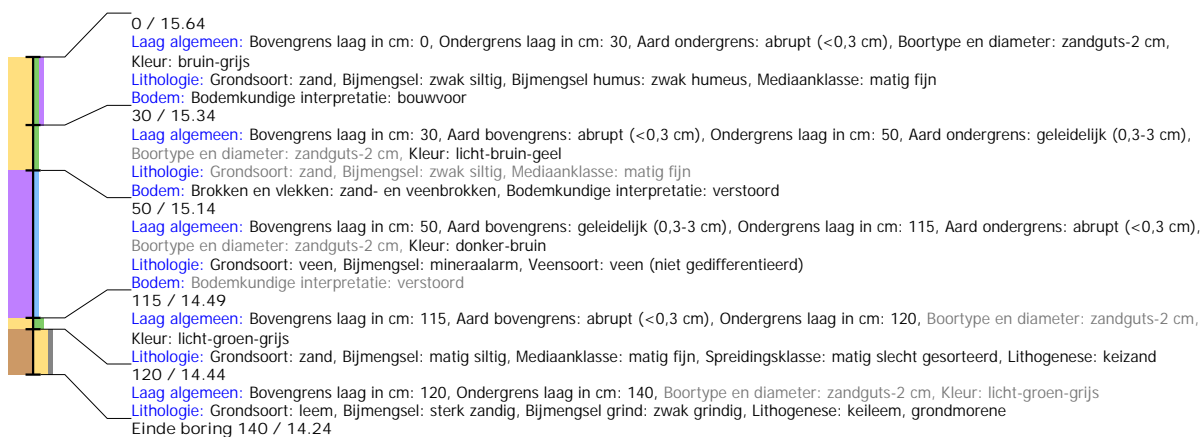 0 / 15.64
Laag algemeen: Bovengrens laag in cm: 0, Ondergrens laag in cm: 30, Aard ondergrens: abrupt (<0,3 cm), Boortype en diameter: zandguts-2 cm,
Kleur: bruin-grijs
Lithologie: Grondsoort: zand, Bijmengsel: zwak siltig, Bijmengsel humus: zwak humeus, Mediaanklasse: matig fijn
Bodem: Bodemkundige interpretatie: bouwvoor
30 / 15.34
Laag algemeen: Bovengrens laag in cm: 30, Aard bovengrens: abrupt (<0,3 cm), Ondergrens laag in cm: 50, Aard ondergrens: geleidelijk (0,3-3 cm),
Boortype en diameter: zandguts-2 cm, Kleur: licht-bruin-geel
Lithologie: Grondsoort: zand, Bijmengsel: zwak siltig, Mediaanklasse: matig fijn
Bodem: Brokken en vlekken: zand- en veenbrokken, Bodemkundige interpretatie: verstoord
50 / 15.14
Laag algemeen: Bovengrens laag in cm: 50, Aard bovengrens: geleidelijk (0,3-3 cm), Ondergrens laag in cm: 115, Aard ondergrens: abrupt (<0,3 cm),
Boortype en diameter: zandguts-2 cm, Kleur: donker-bruin
Lithologie: Grondsoort: veen, Bijmengsel: mineraalarm, Veensoort: veen (niet gedifferentieerd)
Bodem: Bodemkundige interpretatie: verstoord
115 / 14.49
Laag algemeen: Bovengrens laag in cm: 115, Aard bovengrens: abrupt (<0,3 cm), Ondergrens laag in cm: 120, Boortype en diameter: zandguts-2 cm,
Kleur: licht-groen-grijs
Lithologie: Grondsoort: zand, Bijmengsel: matig siltig, Mediaanklasse: matig fijn, Spreidingsklasse: matig slecht gesorteerd, Lithogenese: keizand
120 / 14.44
Laag algemeen: Bovengrens laag in cm: 120, Ondergrens laag in cm: 140, Boortype en diameter: zandguts-2 cm, Kleur: licht-groen-grijs
Lithologie: Grondsoort: leem, Bijmengsel: sterk zandig, Bijmengsel grind: zwak grindig, Lithogenese: keileem, grondmorene
Einde boring 140 / 14.24